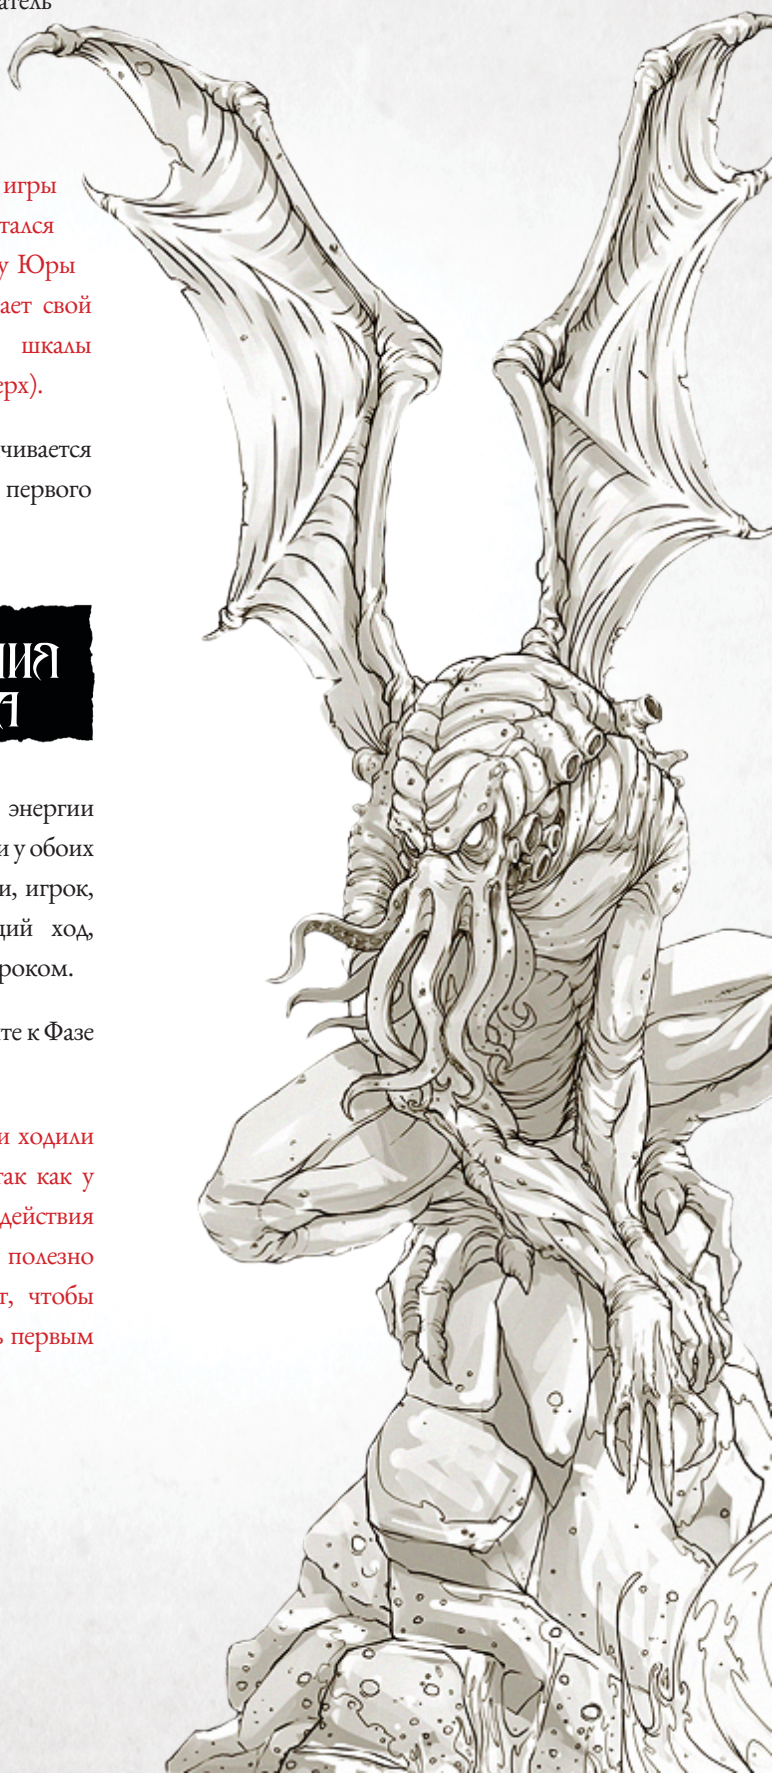 атель
игры
тался
у Юры
ает свой
шкалы
ерх).
чивается
первого
НИЯ
А
энергии
и у обоих
и, игрок,
щий ход,
роком.
те к Фазе
и ходили
так как у
действия
полезно
т, чтобы
ь первым